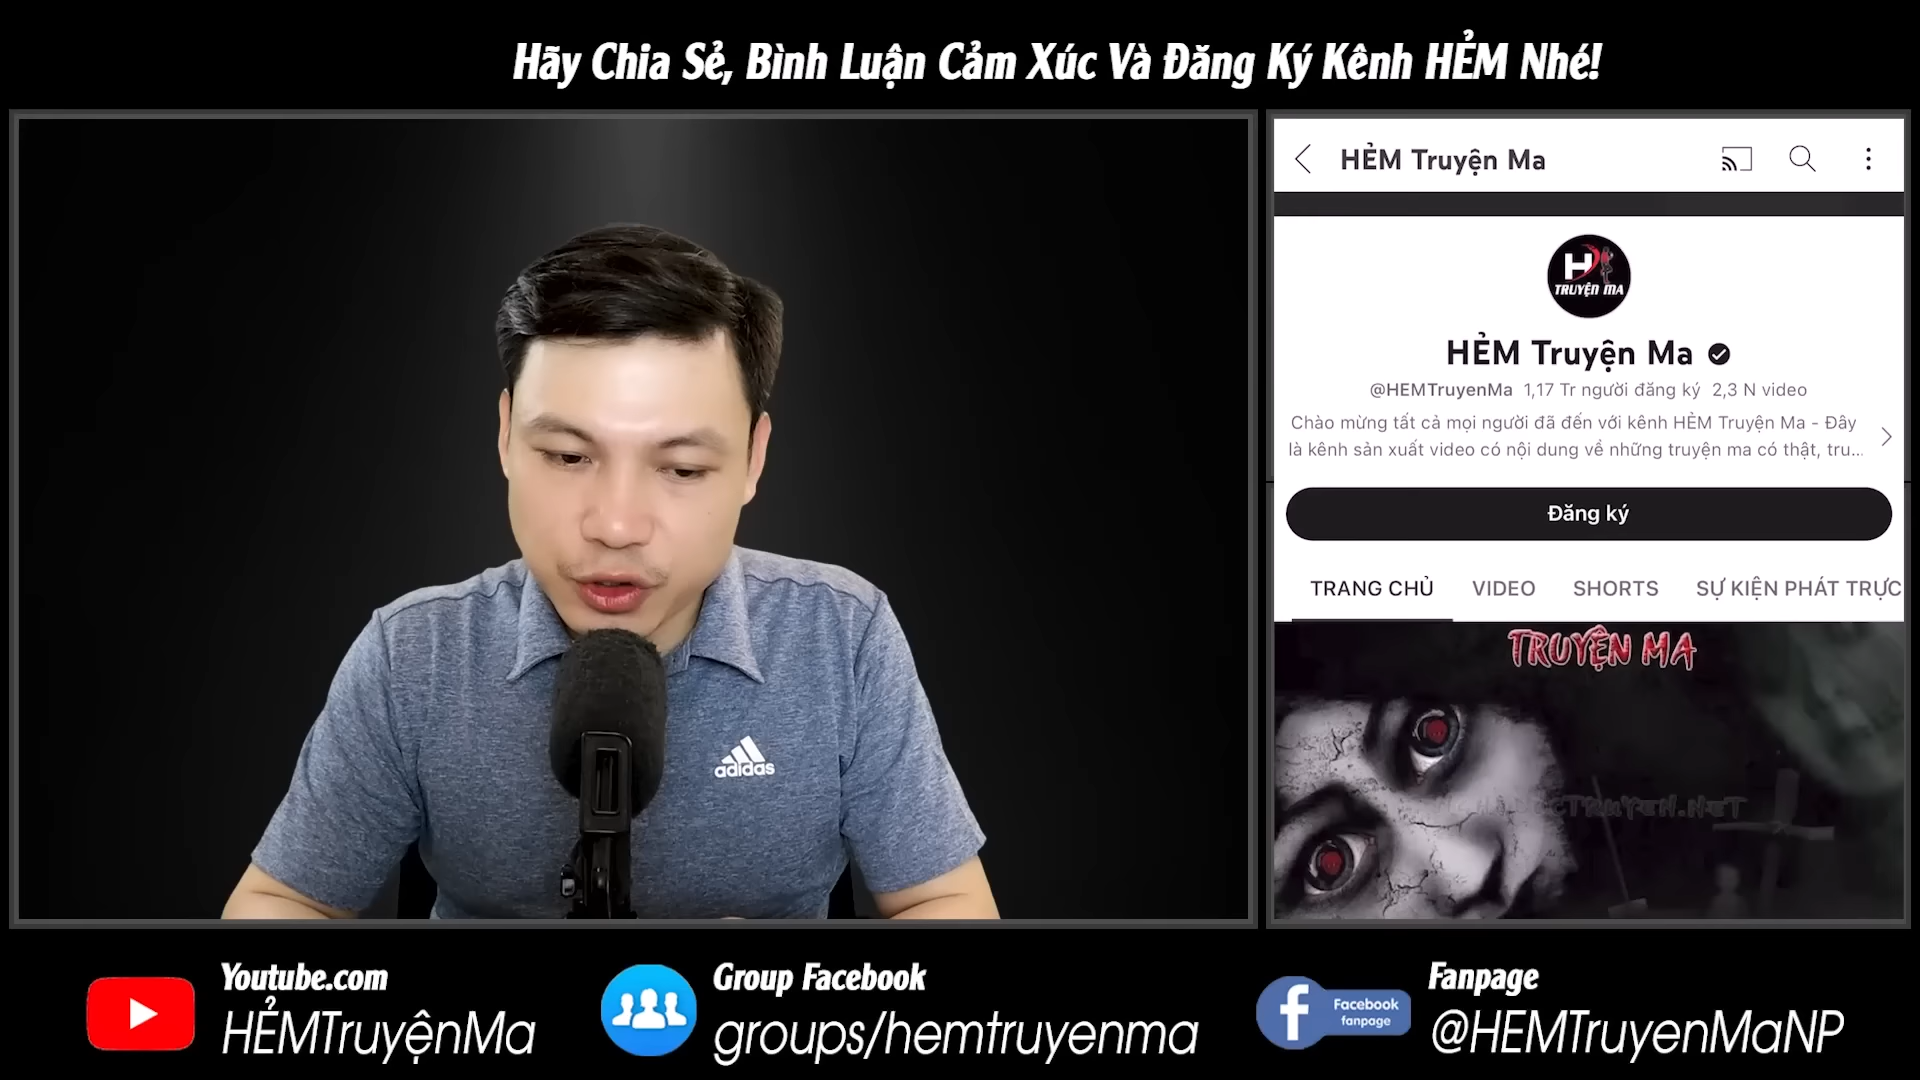 Hãy Chia Sẻ, Bình Luận Cảm Xúc Và Đăng Ký Kênh HẺM Nhé!
adidas
HẺM Truyện Ma
H
TRUYỆN MA
HẺM Truyện Ma
@HEMTruyenMa 1,17 Tr người đăng ký 2,3 N video
Chào mừng tất cả mọi người đã đến với kênh HẺM Truyện Ma - Đây
là kênh sản xuất video có nội dung về những truyện ma có thật, tru...
Đăng ký
TRANG CHỦ VIDEO SHORTS SỰ KIỆN PHÁT TRỰC
TRUYỆN MA
Youtube.com
HẺMTruyệnMa
Group Facebook
groups/hemtruyenma
Facebook
fanpage
Fanpage
@HEMTruyenMaNP